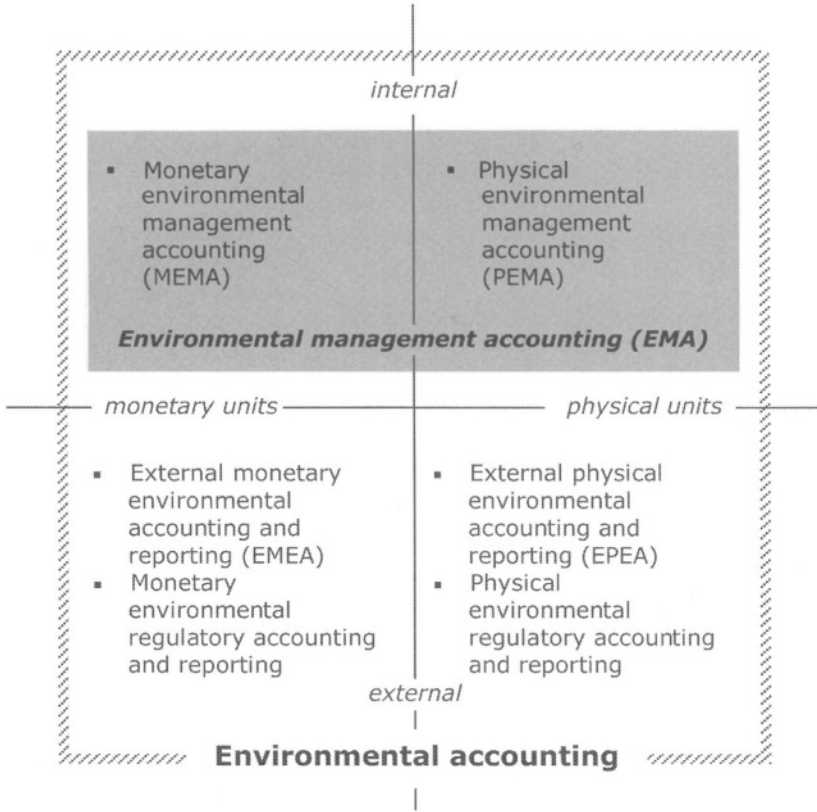 internal
▪ Monetary
environmental
management
accounting
(MEMA)
▪ Physical
environmental
management
accounting
(PEMA)
Environmental management accounting (EMA)
monetary units
physical units
▪ External monetary
environmental
accounting and
reporting (EMEA)
▪ Monetary
environmental
regulatory accounting
and reporting
▪ External physical
environmental
accounting and
reporting (EPEA)
▪ Physical
environmental
regulatory accounting
and reporting
external
Environmental accounting